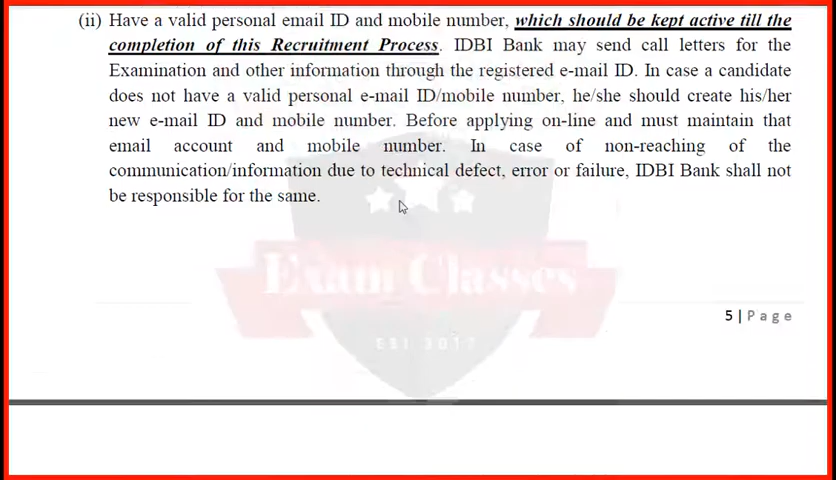 (ii) Have a valid personal email ID and mobile number, which should be kept active till the
completion of this Recruitment Process. IDBI Bank may send call letters for the
Examination and other information through the registered e-mail ID. In case a candidate
does not have a valid personal e-mail ID/mobile number, he/she should create his/her
new e-mail ID and mobile number. Before applying on-line and must maintain that
email account and mobile number. In case of non-reaching of the
communication/information due to technical defect, error or failure, IDBI Bank shall not
be responsible for the same.
Exam Classes
5 | Page
EST 2017